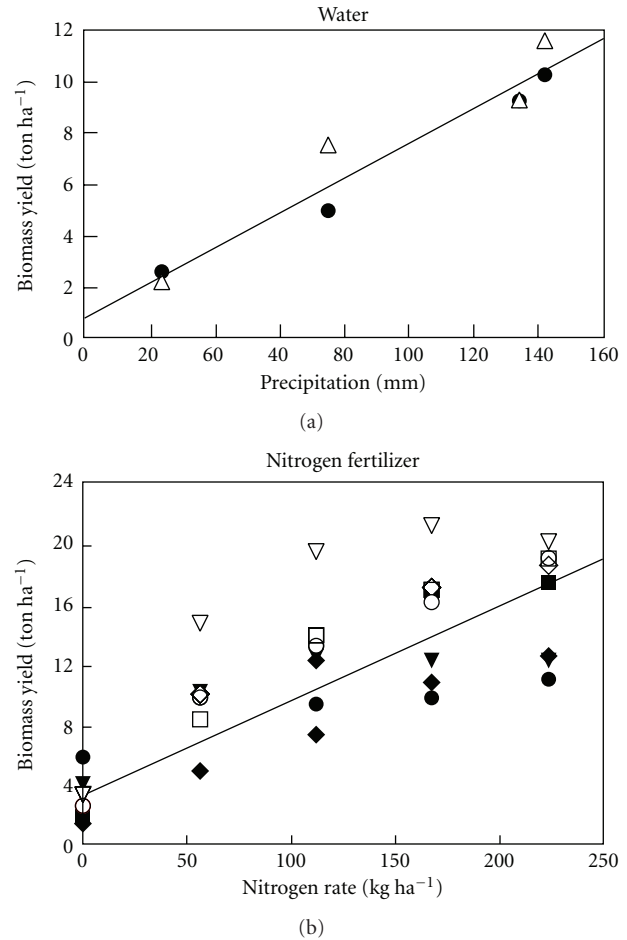 Water
12
10
8
6
4
2
0
Biomass yield (ton ha⁻¹)
0 20 60 40 80 100 120 140 160
Precipitation (mm)
(a)
Nitrogen fertilizer
24
20
16
12
8
4
0
Biomass yield (ton ha⁻¹)
0 50 100 150 200 250
Nitrogen rate (kg ha⁻¹)
(b)